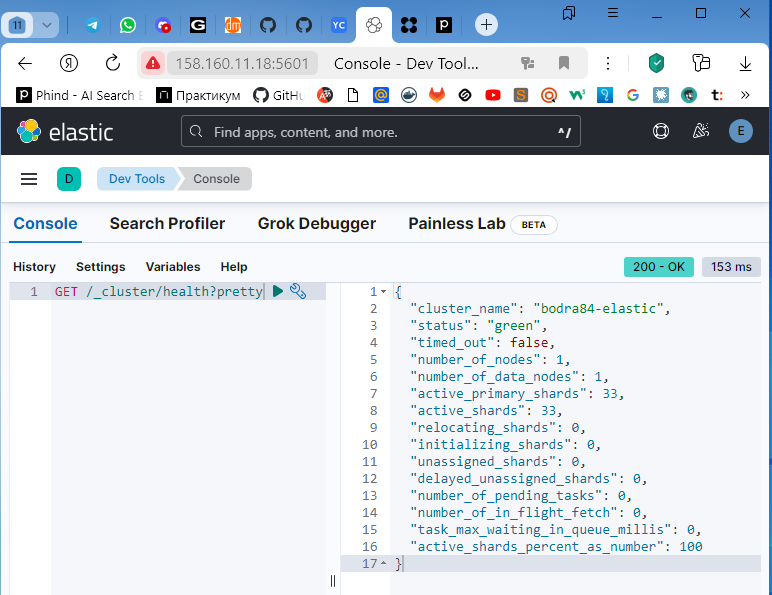 11
G
dm
YC
P
158.160.11.18:5601
Console - Dev Tool...
P Phind - AI Search E
Практикум
GitHu
t:
»
elastic
Find apps, content, and more.
^/
E
D
Dev Tools
Console
Console
Search Profiler
Grok Debugger
Painless Lab
BETA
History
Settings
Variables
Help
200 - OK
153 ms
1
GET /_cluster/health?pretty
1 {
2 "cluster_name": "bodra84-elastic",
3 "status": "green",
4 "timed_out": false,
5 "number_of_nodes": 1,
6 "number_of_data_nodes": 1,
7 "active_primary_shards": 33,
8 "active_shards": 33,
9 "relocating_shards": 0,
10 "initializing_shards": 0,
11 "unassigned_shards": 0,
12 "delayed_unassigned_shards": 0,
13 "number_of_pending_tasks": 0,
14 "number_of_in_flight_fetch": 0,
15 "task_max_waiting_in_queue_millis": 0,
16 "active_shards_percent_as_number": 100
17 }